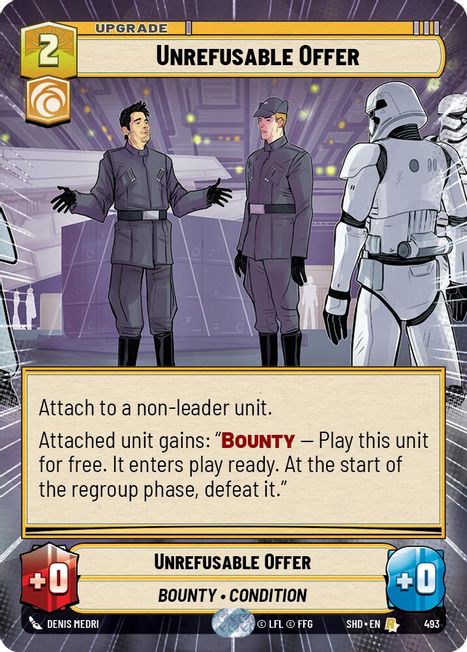 UPGRADE
2
UNREFUSABLE OFFER
Attach to a non-leader unit.
Attached unit gains: “BOUNTY — Play this unit
for free. It enters play ready. At the start of
the regroup phase, defeat it.”
UNREFUSABLE OFFER
+0
BOUNTY • CONDITION
+0
DENIS MEDRI
© LFL © FFG
SHD • EN
493